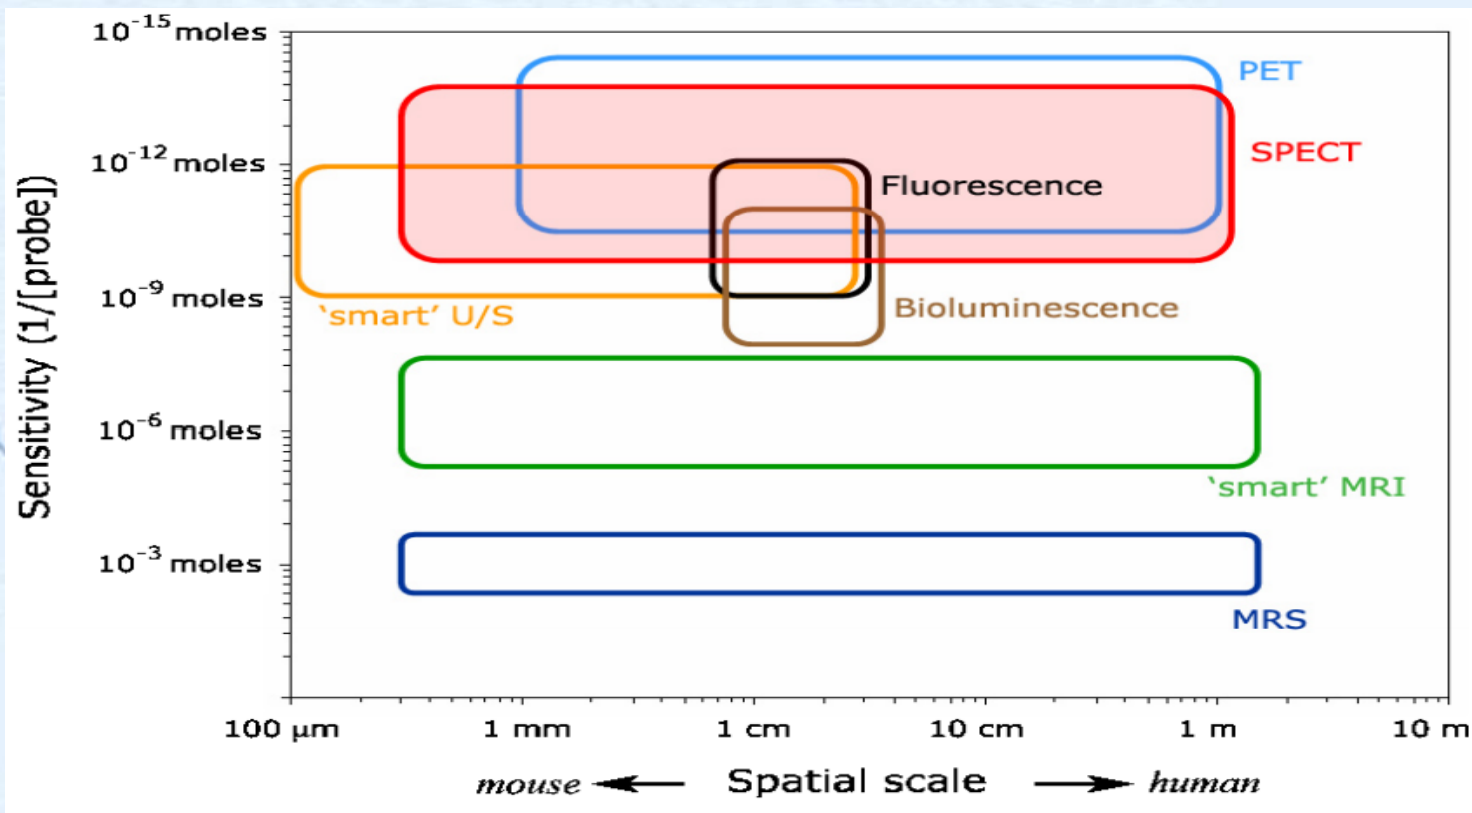 10⁻¹⁵ moles
PET
SPECT
10⁻¹² moles
Fluorescence
10⁻⁹ moles
'smart' U/S
Bioluminescence
10⁻⁶ moles
'smart' MRI
10⁻³ moles
MRS
Sensitivity (1/[probe])
100 µm 1 mm 1 cm 10 cm 1 m 10 m
mouse Spatial scale human